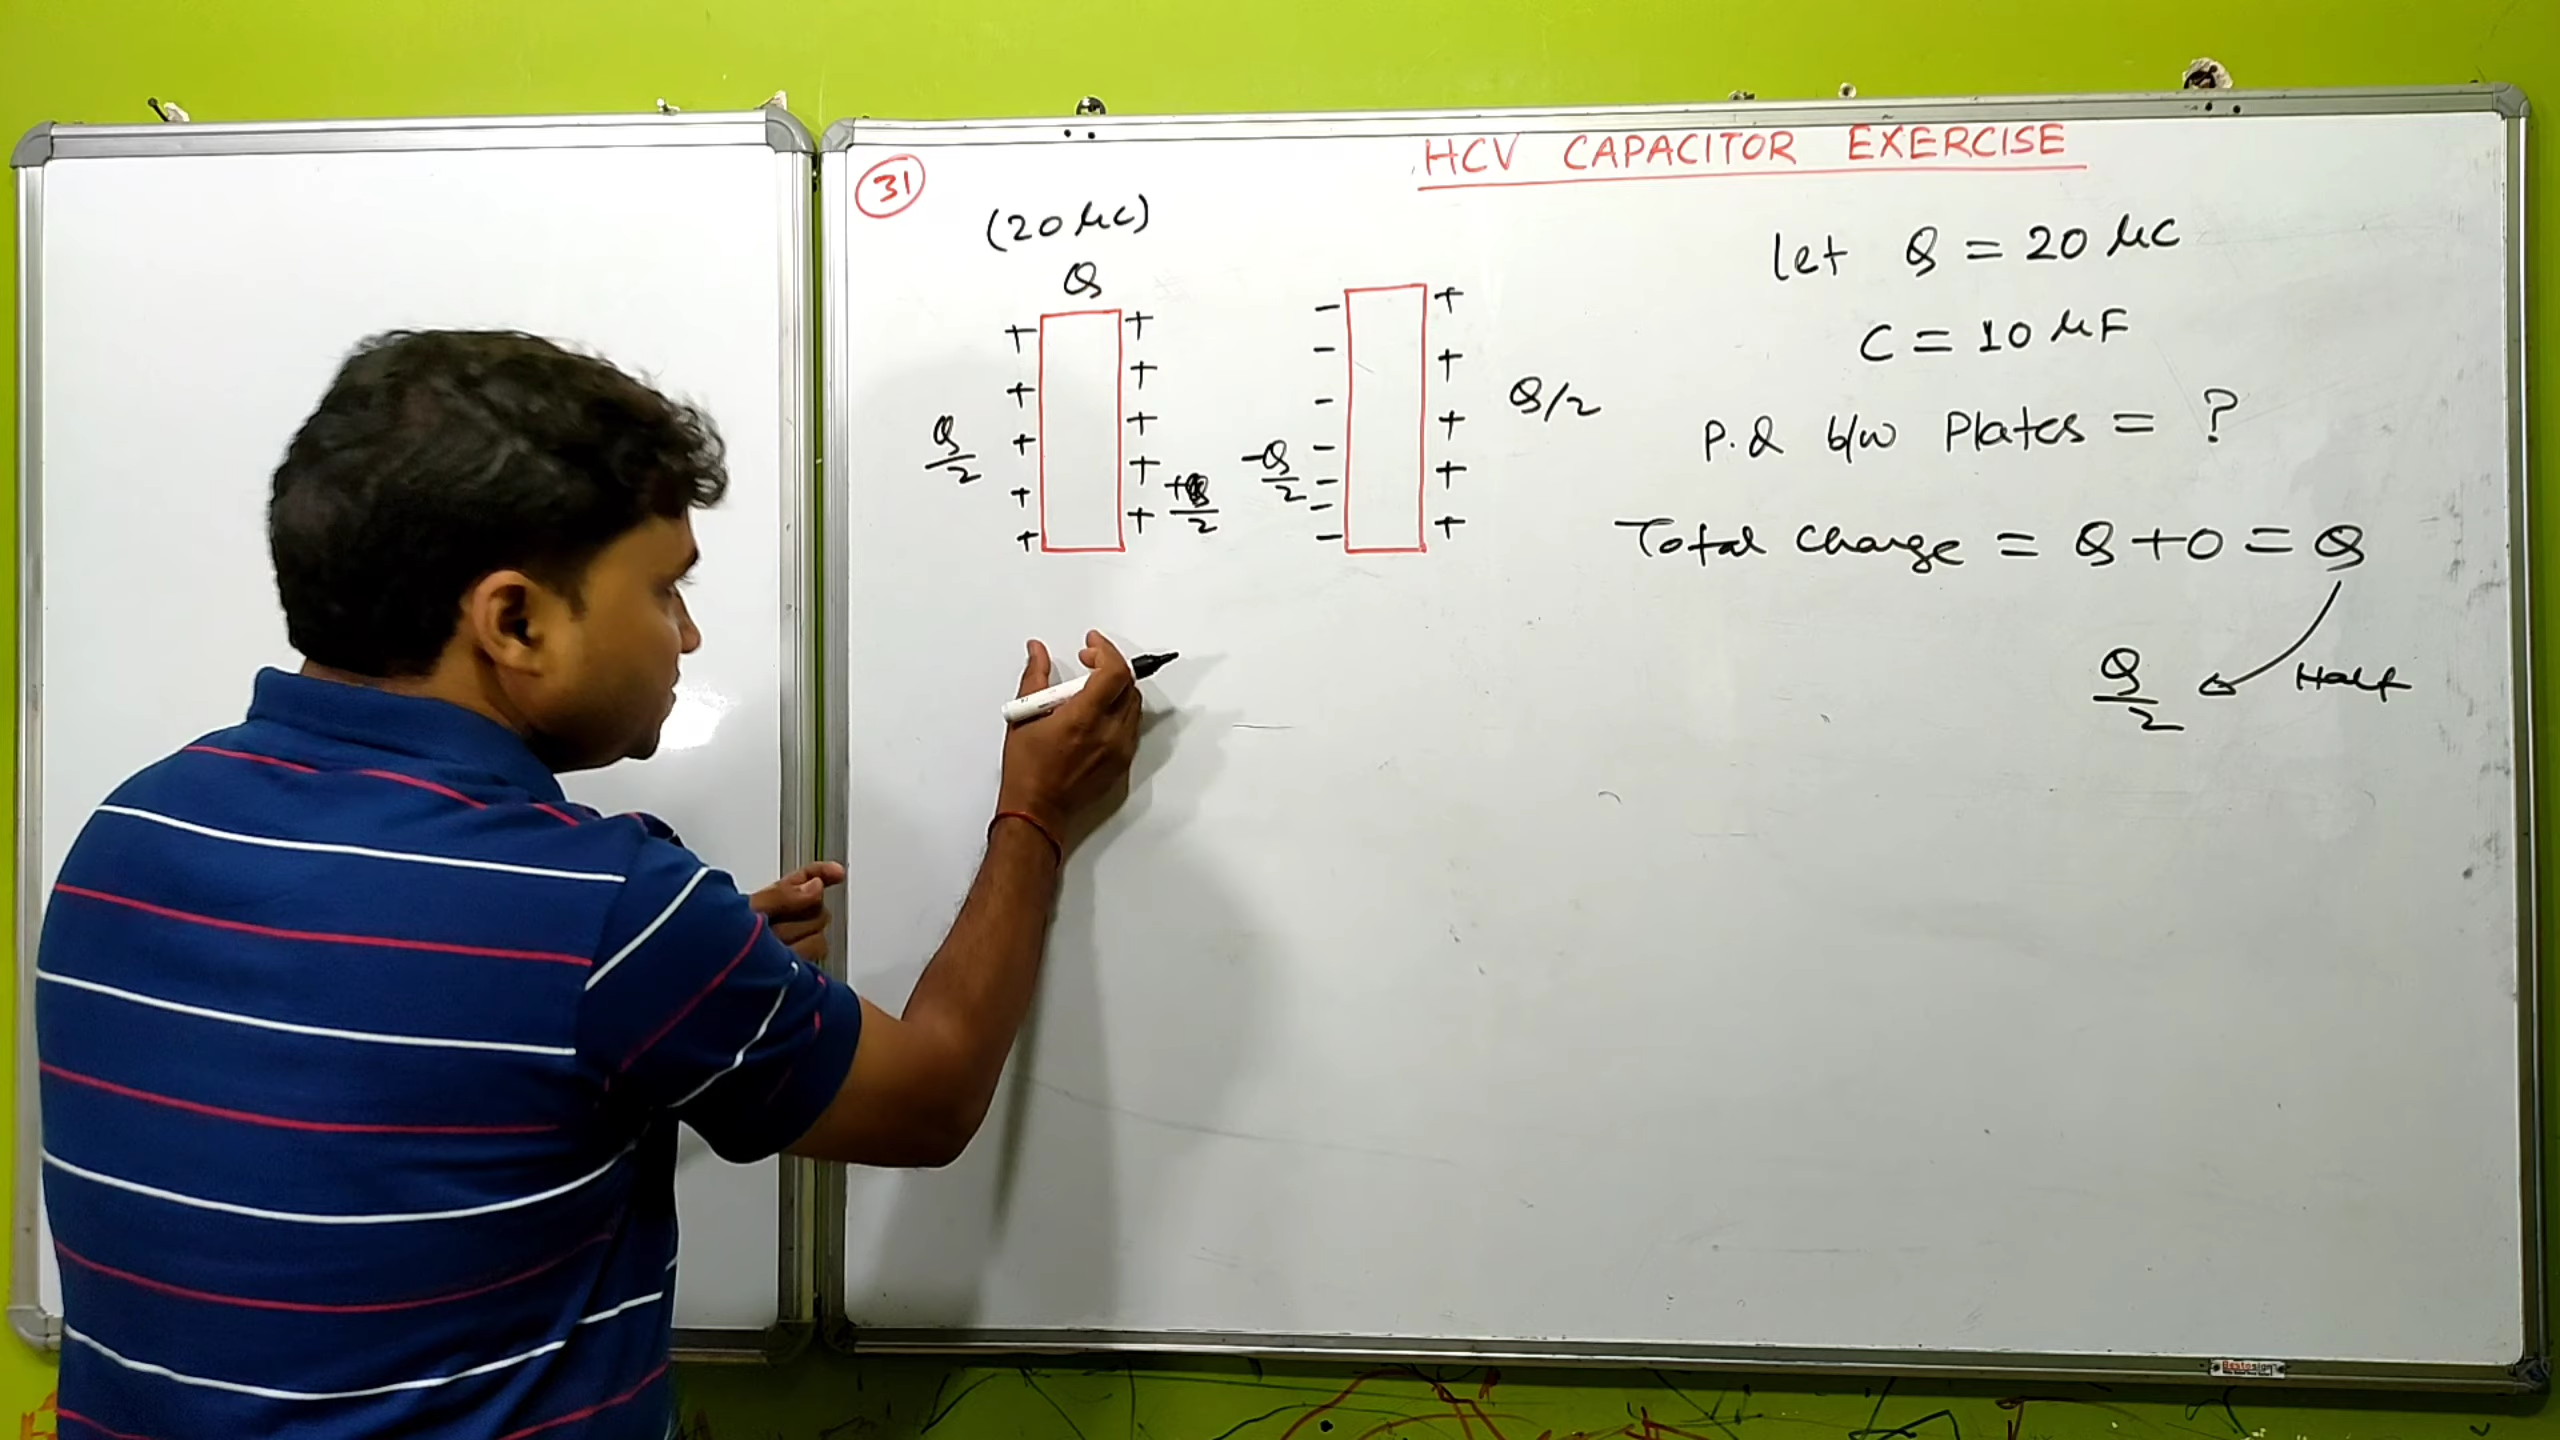 HCV CAPACITOR EXERCISE
31
(20 μC)
Q
+ + - +
+ + - +
+ + - +
+ + - +
+ + - +
-
-
Q/2
+Q/2
-Q/2
Q/2
let Q = 20 μC
C = 10 μF
P.d b/w Plates = ?
Total charge = Q + 0 = Q
Q/2 Half